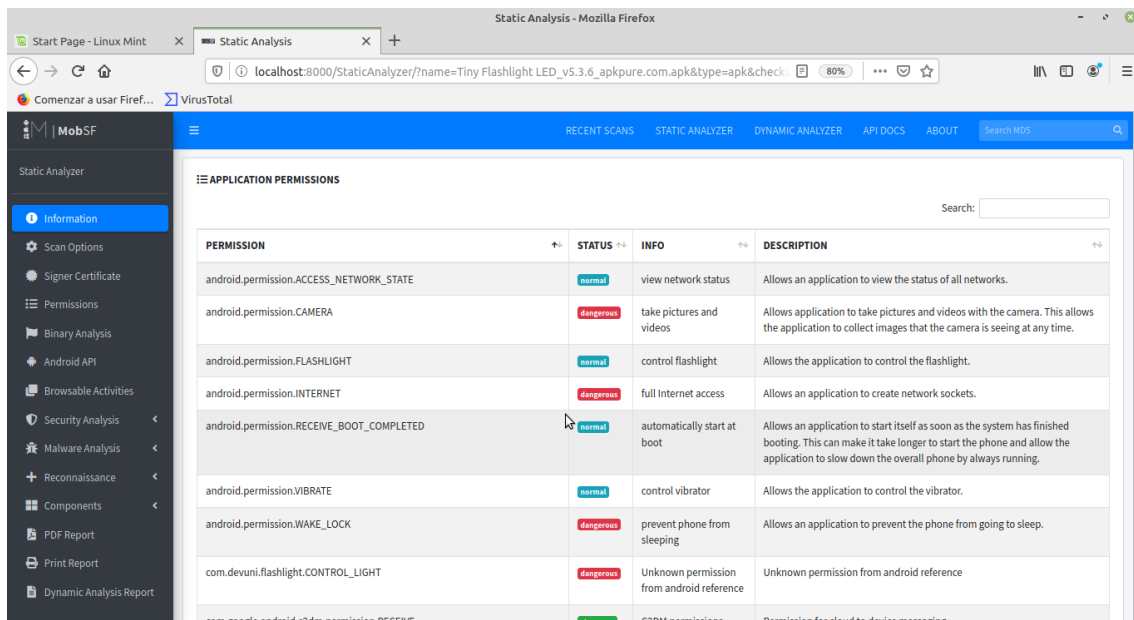 Static Analysis - Mozilla Firefox
Start Page - Linux Mint
Static Analysis
localhost:8000/StaticAnalyzer/?name=Tiny Flashlight LED_v5.3.6_apkpure.com.apk&type=apk&checks
80%
Comenzar a usar Firef...
VirusTotal
MobSF
RECENT SCANS
STATIC ANALYZER
DYNAMIC ANALYZER
API DOCS
ABOUT
Search MD5
Static Analyzer
Information
Scan Options
Signer Certificate
Permissions
Binary Analysis
Android API
Browsable Activities
Security Analysis
Malware Analysis
Reconnaissance
Components
PDF Report
Print Report
Dynamic Analysis Report
APPLICATION PERMISSIONS
Search:
PERMISSION STATUS INFO DESCRIPTION
android.permission.ACCESS_NETWORK_STATE normal view network status Allows an application to view the status of all networks.
android.permission.CAMERA dangerous take pictures and Allows application to take pictures and videos with the camera. This allows
videos the application to collect images that the camera is seeing at any time.
android.permission.FLASHLIGHT normal control flashlight Allows the application to control the flashlight.
android.permission.INTERNET dangerous full Internet access Allows an application to create network sockets.
android.permission.RECEIVE_BOOT_COMPLETED normal automatically start at Allows an application to start itself as soon as the system has finished
boot booting. This can make it take longer to start the phone and allow the
application to slow down the overall phone by always running.
android.permission.VIBRATE normal control vibrator Allows the application to control the vibrator.
android.permission.WAKE_LOCK dangerous prevent phone from Allows an application to prevent the phone from going to sleep.
sleeping
com.devuni.flashlight.CONTROL_LIGHT dangerous Unknown permission Unknown permission from android reference
from android reference